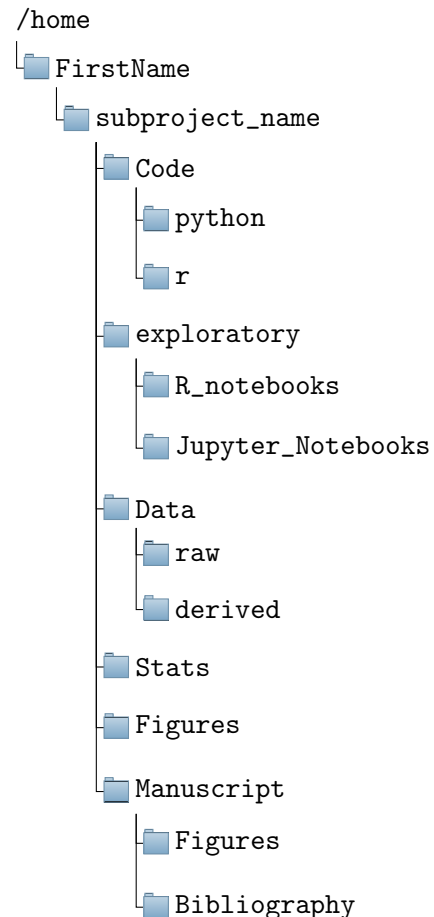 /home
FirstName
subproject_name
Code
python
r
exploratory
R_notebooks
Jupyter_Notebooks
Data
raw
derived
Stats
Figures
Manuscript
Figures
Bibliography